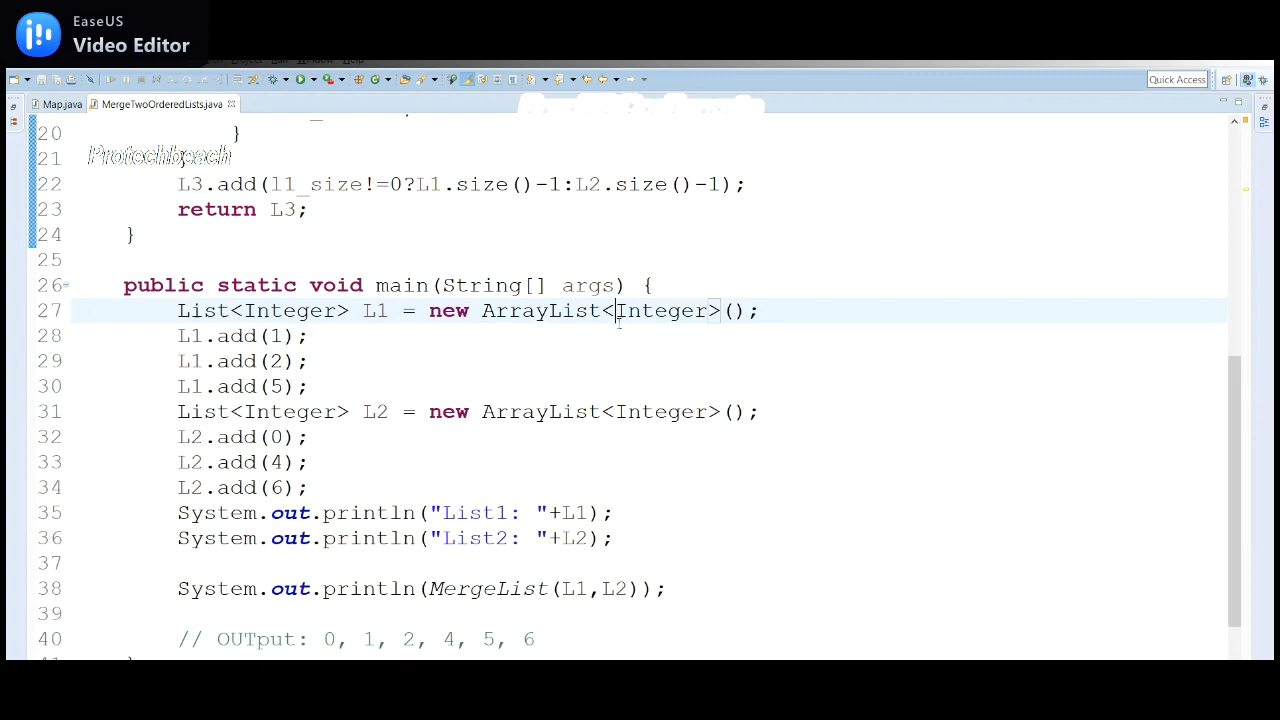 EaseUS
Video Editor
Quick Access
Map.java
MergeTwoOrderedLists.java
20 }
21
Protechbeach
22 L3.add(l1_size!=0?L1.size()-1:L2.size()-1);
23 return L3;
24 }
25
26 public static void main(String[] args) {
27 List<Integer> L1 = new ArrayList<Integer>();
28 L1.add(1);
29 L1.add(2);
30 L1.add(5);
31 List<Integer> L2 = new ArrayList<Integer>();
32 L2.add(0);
33 L2.add(4);
34 L2.add(6);
35 System.out.println("List1: "+L1);
36 System.out.println("List2: "+L2);
37
38 System.out.println(MergeList(L1,L2));
39
40 // OUTput: 0, 1, 2, 4, 5, 6